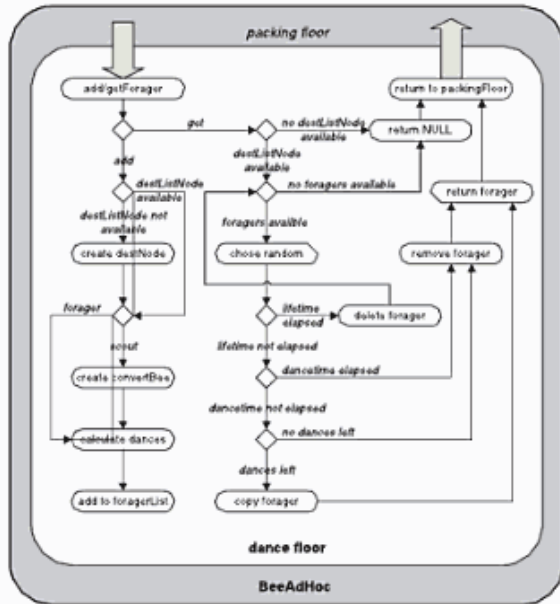 packing floor
add/getForager
return to packingFloor
get
no destListNode
available
return NULL
add
destListNode
available
destListNode
available
no foragers available
return forager
destListNode not
available
foragers availble
create destNode
chose random
remove forager
forager
lifetime
elapsed
delete forager
scout
lifetime not elapsed
create convertBee
dancetime elapsed
dancetime not elapsed
calculate dances
no dances left
dances left
add to foragerList
copy forager
dance floor
BeeAdHoc